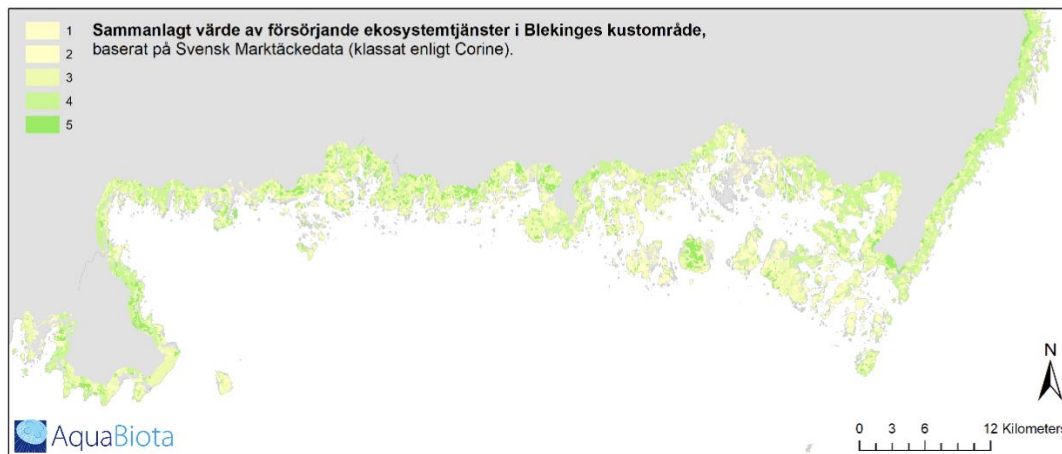 Sammanlagt värde av försörjande ekosystemtjänster i Blekinges kustområde,
baserat på Svensk Marktäckedata (klassat enligt Corine).
1
2
3
4
5
N
AquaBiota
0 3 6 12 Kilometers